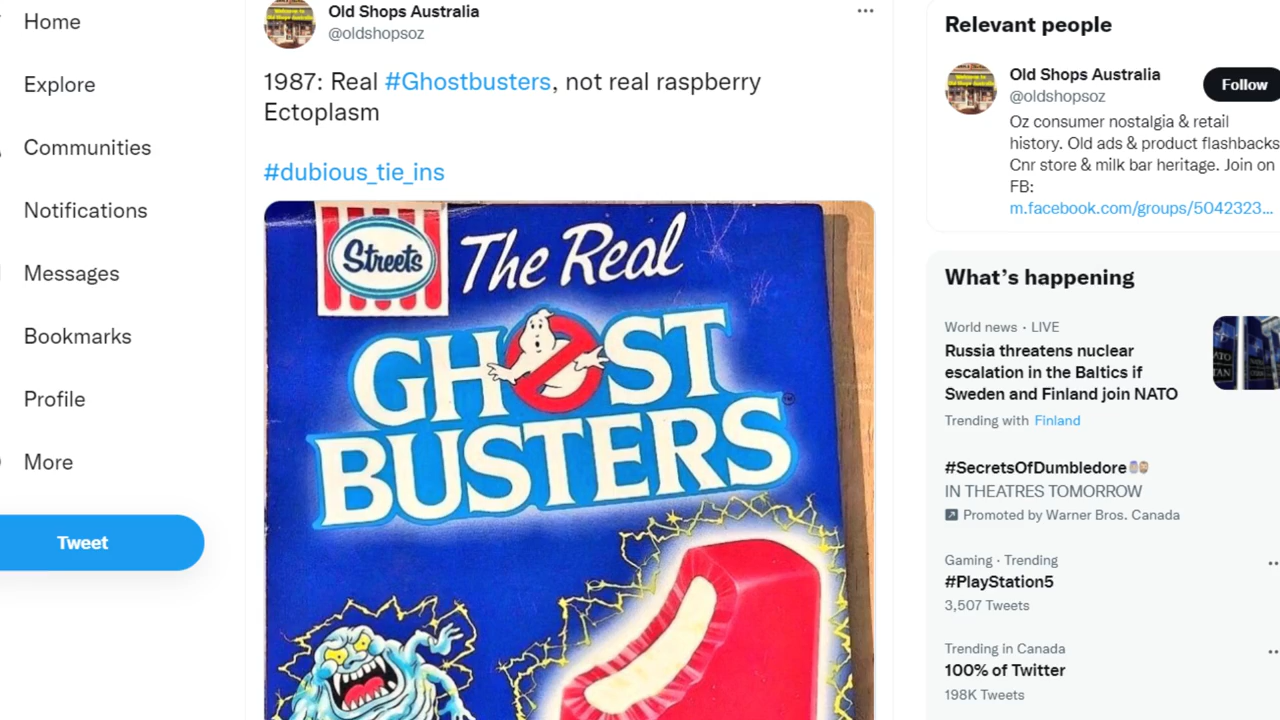 Home
Explore
Communities
Notifications
Messages
Bookmarks
Profile
More
Tweet
Old Shops Australia
@oldshopsoz
1987: Real #Ghostbusters, not real raspberry
Ectoplasm
#dubious_tie_ins
Streets
The Real
GHOST
BUSTERS
TM
Relevant people
Old Shops Australia
@oldshopsoz
Follow
Oz consumer nostalgia & retail
history. Old ads & product flashbacks
Cnr store & milk bar heritage. Join on
FB:
m.facebook.com/groups/5042323...
What's happening
World news · LIVE
Russia threatens nuclear
escalation in the Baltics if
Sweden and Finland join NATO
Trending with Finland
#SecretsOfDumbledore
IN THEATRES TOMORROW
Promoted by Warner Bros. Canada
Gaming · Trending
#PlayStation5
3,507 Tweets
Trending in Canada
100% of Twitter
198K Tweets